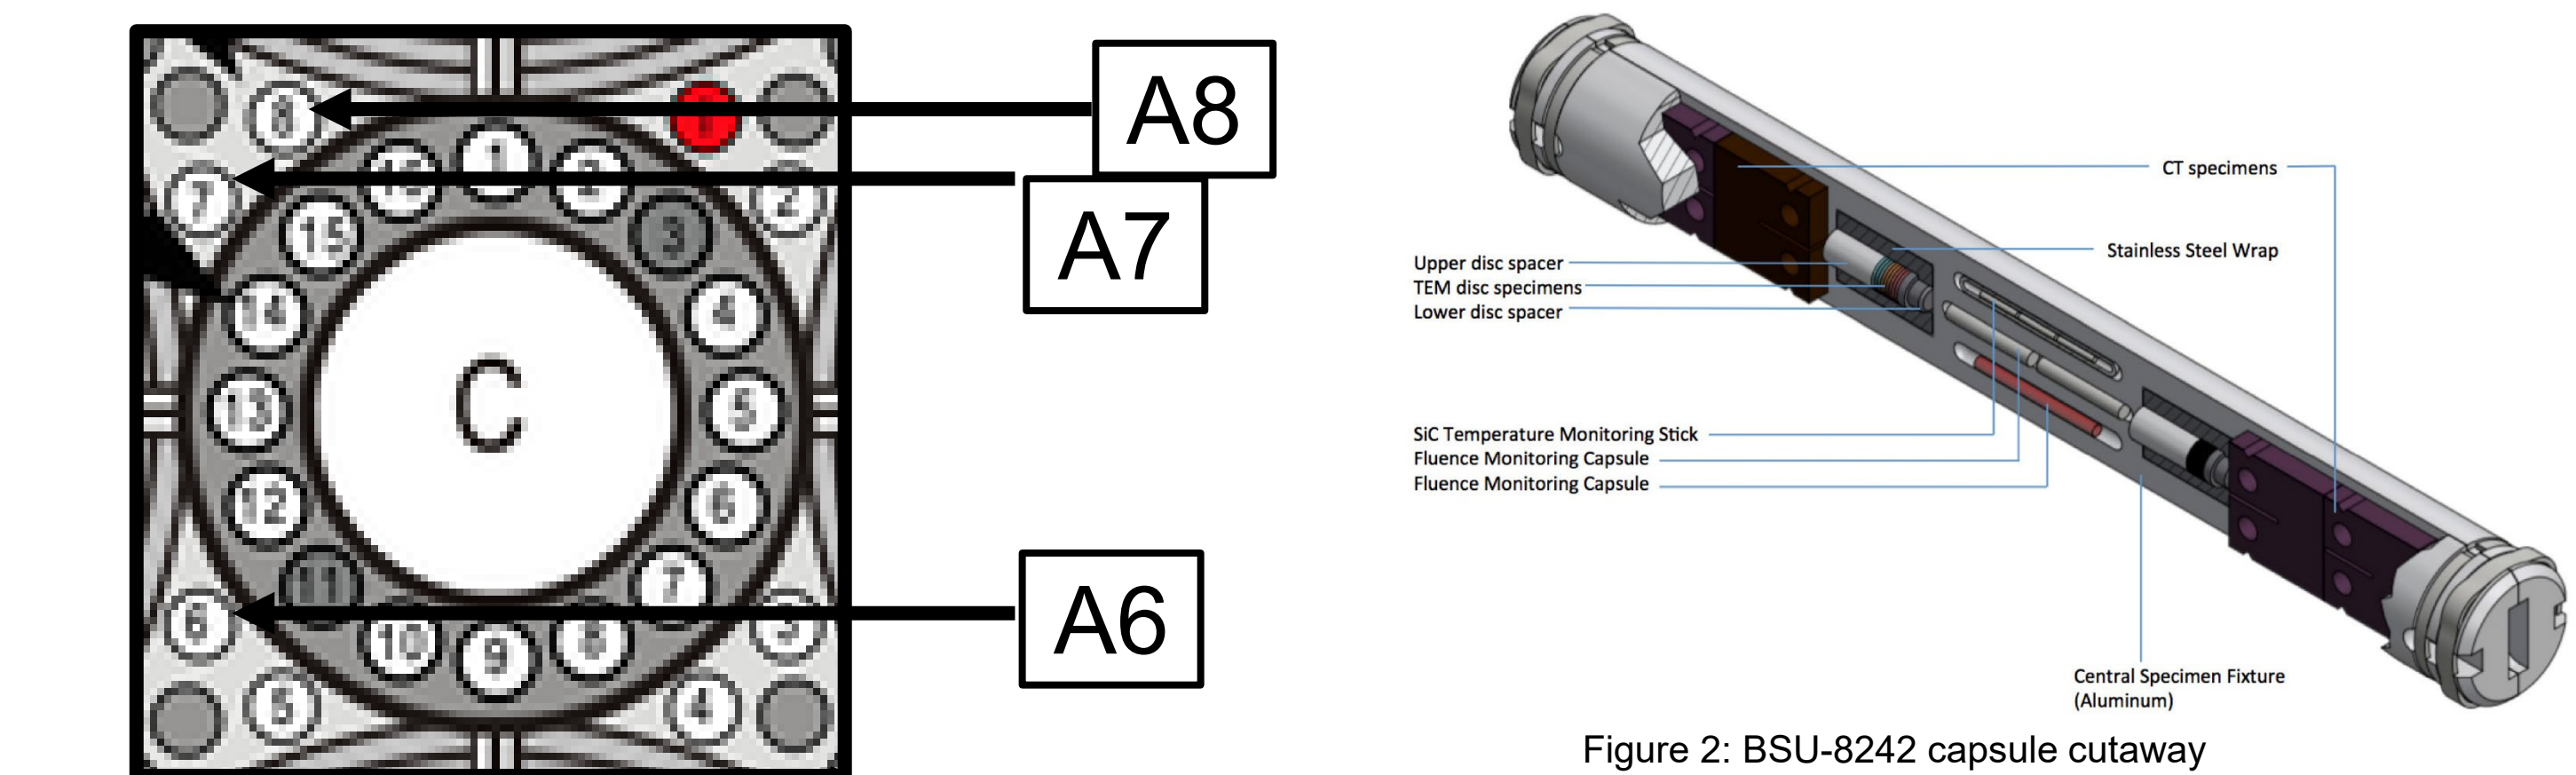 A8
A7
A6
8
7
2
1
2
15
3
14
4
C
13
5
12
6
11
7
6
10
8
3
9
5
4
CT specimens
Stainless Steel Wrap
Upper disc spacer
TEM disc specimens
Lower disc spacer
SiC Temperature Monitoring Stick
Fluence Monitoring Capsule
Fluence Monitoring Capsule
Central Specimen Fixture
(Aluminum)
Figure 2: BSU-8242 capsule cutaway